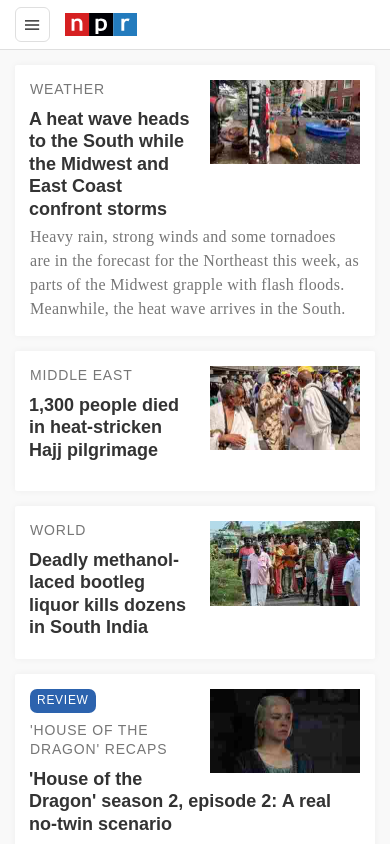 npr
WEATHER
A heat wave heads
to the South while
the Midwest and
East Coast
confront storms
Heavy rain, strong winds and some tornadoes
are in the forecast for the Northeast this week, as
parts of the Midwest grapple with flash floods.
Meanwhile, the heat wave arrives in the South.
MIDDLE EAST
1,300 people died
in heat-stricken
Hajj pilgrimage
WORLD
Deadly methanol-
laced bootleg
liquor kills dozens
in South India
REVIEW
'HOUSE OF THE
DRAGON' RECAPS
'House of the
Dragon' season 2, episode 2: A real
no-twin scenario